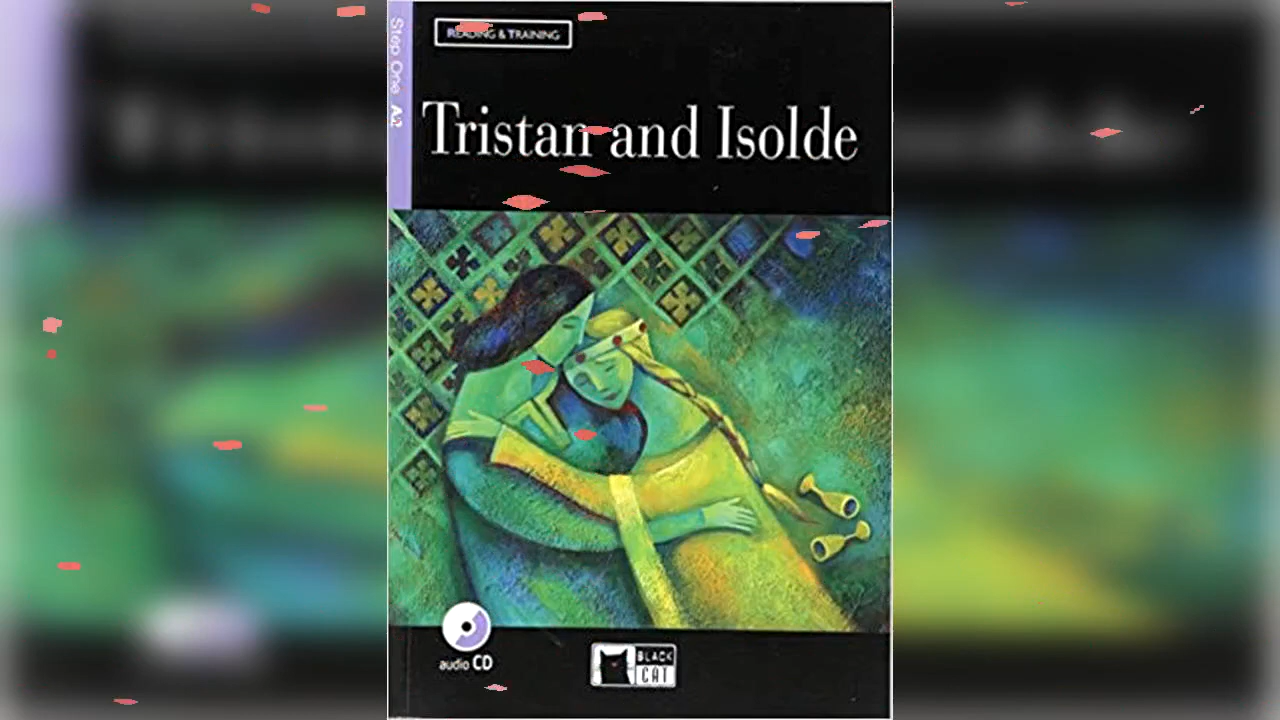 READING & TRAINING
Step One A2
Tristan and Isolde
audio CD
BLACK
CAT